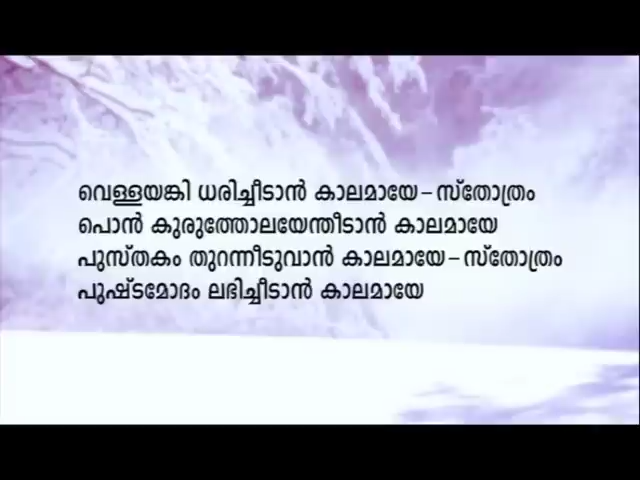 വെള്ളയങ്കി ധരിച്ചീടാൻ കാലമായേ – സ്തോത്രം
പൊൻ കുരുത്തോലയേന്തീടാൻ കാലമായേ
പുസ്തകം തുറന്നീടുവാൻ കാലമായേ – സ്തോത്രം
പുഷ്ടമോദം ലഭിച്ചീടാൻ കാലമായേ